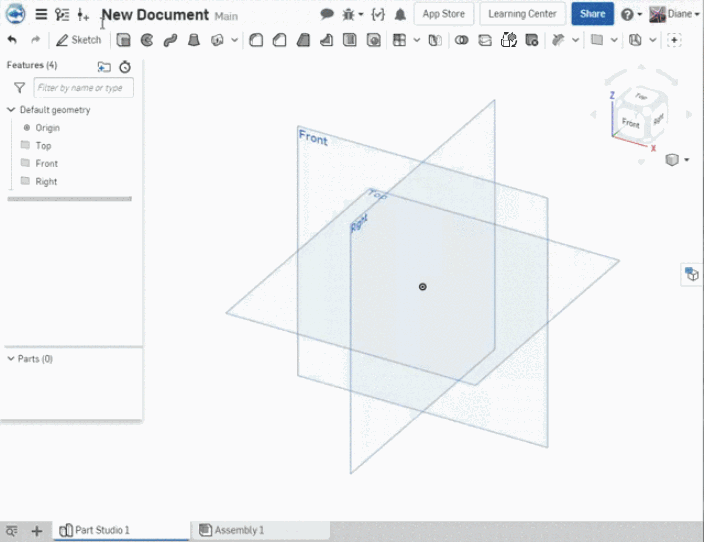 New Document Main
App Store
Learning Center
Share
Diane
Sketch
Features (4)
Filter by name or type
Default geometry
Origin
Top
Front
Right
Parts (0)
Front
Top
Right
Z
Top
Front
Right
X
Part Studio 1
Assembly 1